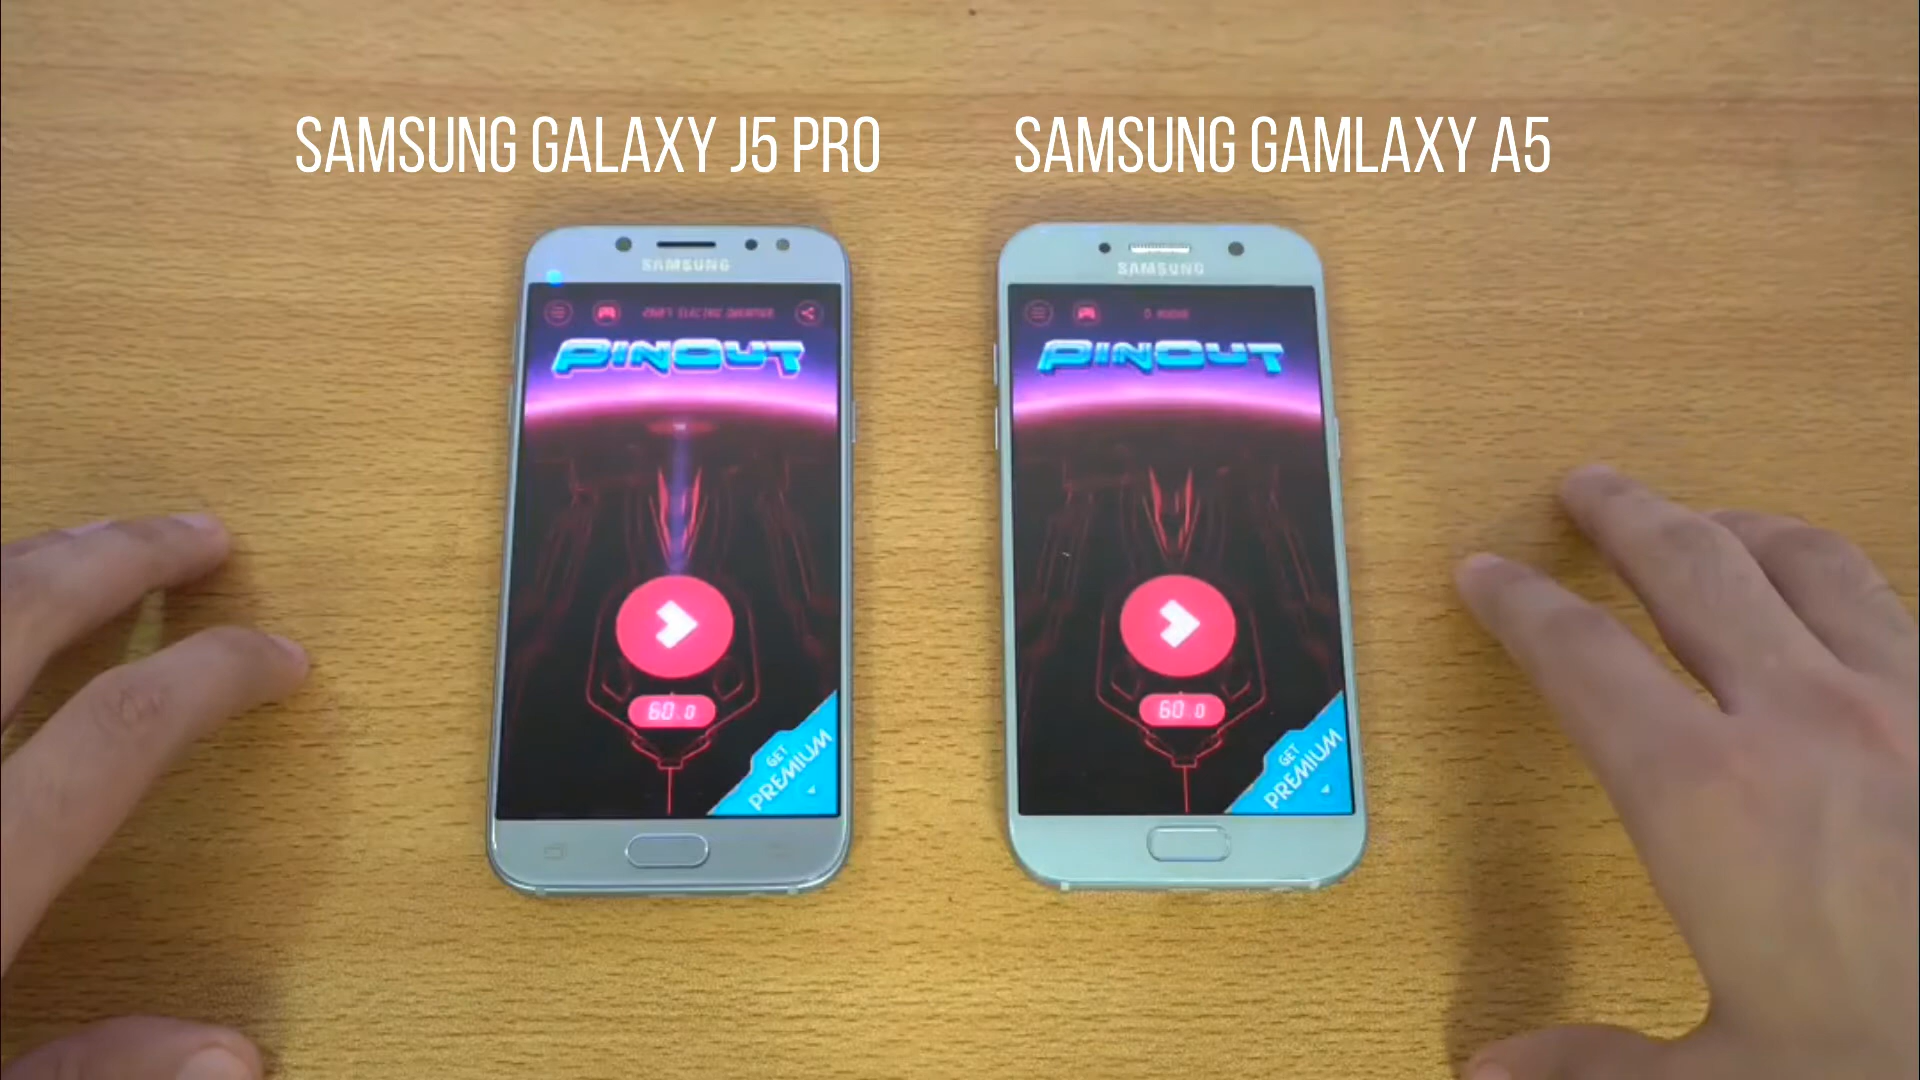 SAMSUNG GALAXY J5 PRO
SAMSUNG GAMLAXY A5
SAMSUNG
SAMSUNG
PINOUT
PINOUT
60.0
60.0
GET
PREMIUM
GET
PREMIUM